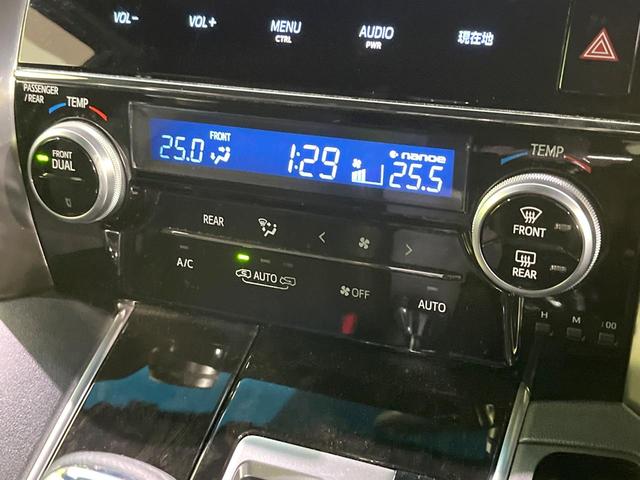 VOL- VOL+ MENU CTRL AUDIO PWR 現在地
PASSENGER /REAR
TEMP
TEMP
25.0 FRONT 1:29 nanoe 25.5
FRONT DUAL
REAR
FRONT
REAR
A/C AUTO OFF AUTO
H M :00